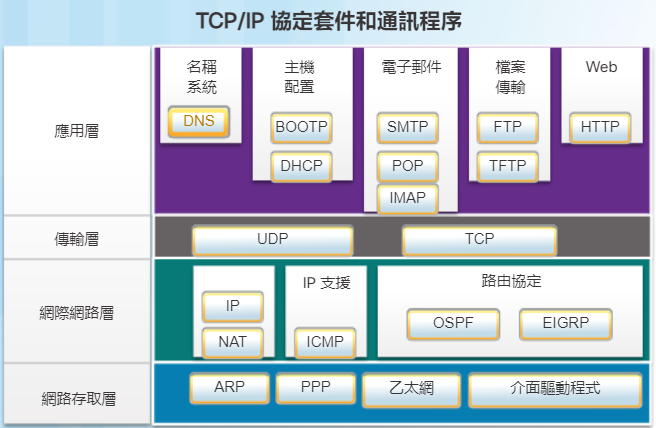 TCP/IP 協定套件和通訊程序
應用層
名稱
系統
DNS
主機
配置
BOOTP
DHCP
電子郵件
SMTP
POP
IMAP
檔案
傳輸
FTP
TFTP
Web
HTTP
傳輸層
UDP
TCP
網際網路層
IP
NAT
IP 支援
ICMP
路由協定
OSPF
EIGRP
網路存取層
ARP
PPP
乙太網
介面驅動程式